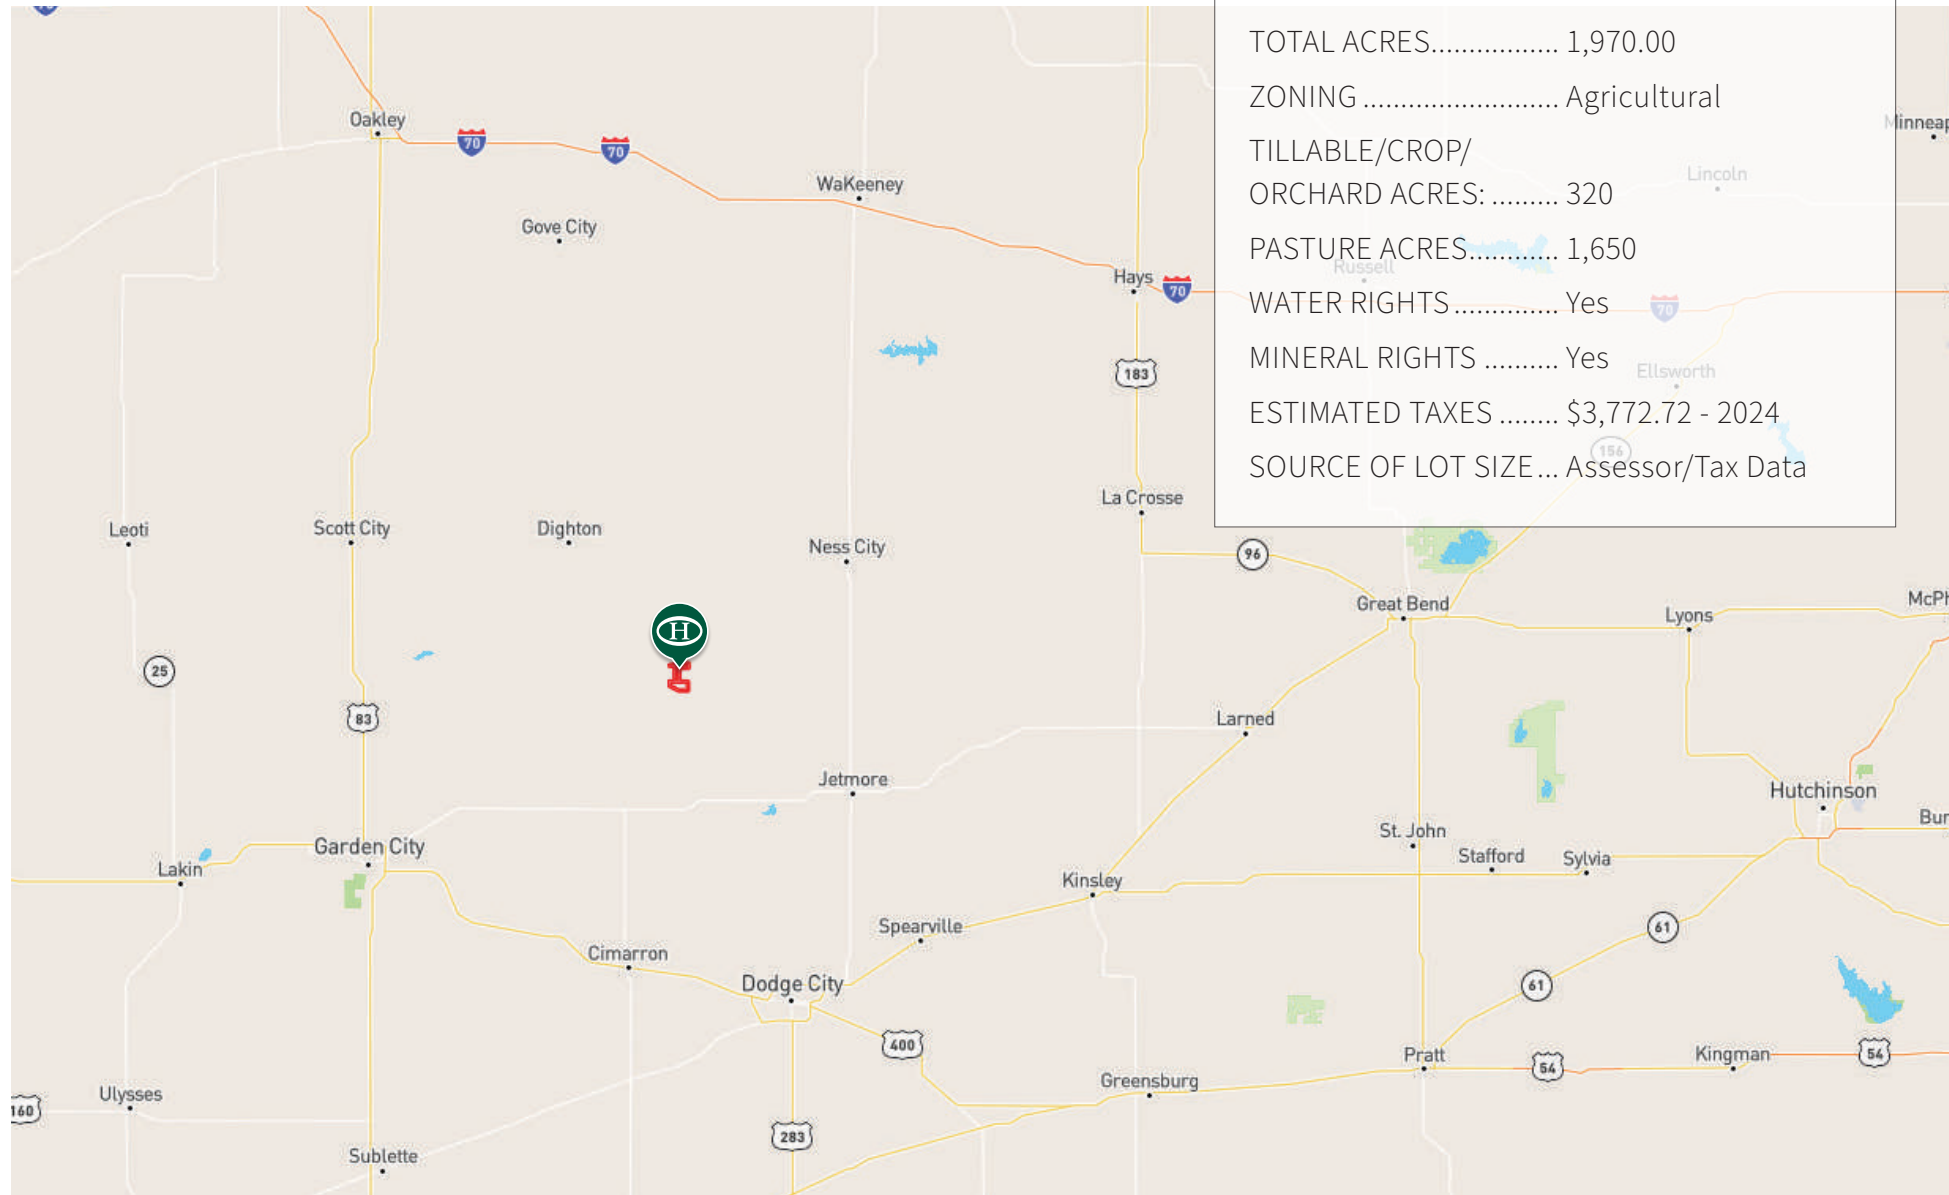 TOTAL ACRES................. 1,970.00
ZONING .......................... Agricultural
TILLABLE/CROP/
ORCHARD ACRES: ......... 320
PASTURE ACRES............ 1,650
WATER RIGHTS .............. Yes
MINERAL RIGHTS .......... Yes
ESTIMATED TAXES ........ $3,772.72 - 2024
SOURCE OF LOT SIZE... Assessor/Tax Data
Oakley
70
70
Minneap
Lincoln
WaKeeney
Gove City
Russell
Hays
70
70
183
Ellsworth
156
La Crosse
Leoti
Scott City
Dighton
Ness City
96
Great Bend
Lyons
McPh
H
25
83
Larned
Jetmore
Hutchinson
Bur
Garden City
St. John
Stafford
Sylvia
Lakin
Kinsley
Spearville
61
Cimarron
Dodge City
61
400
Pratt
54
Kingman
54
Greensburg
Ulysses
160
283
Sublette